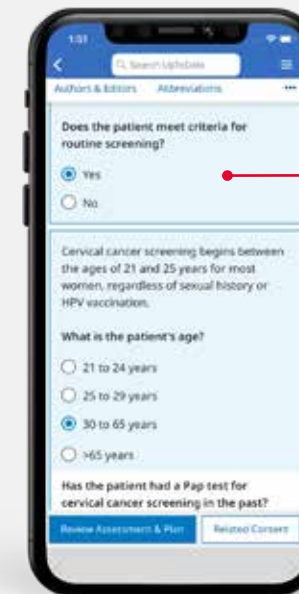 1:51
Search UpToDate
Authors & Editors Abbreviations •••
Does the patient meet criteria for
routine screening?
Yes
No
Cervical cancer screening begins between
the ages of 21 and 25 years for most
women, regardless of sexual history or
HPV vaccination.
What is the patient's age?
21 to 24 years
25 to 29 years
30 to 65 years
>65 years
Has the patient had a Pap test for
cervical cancer screening in the past?
Review Assessment & Plan Related Content